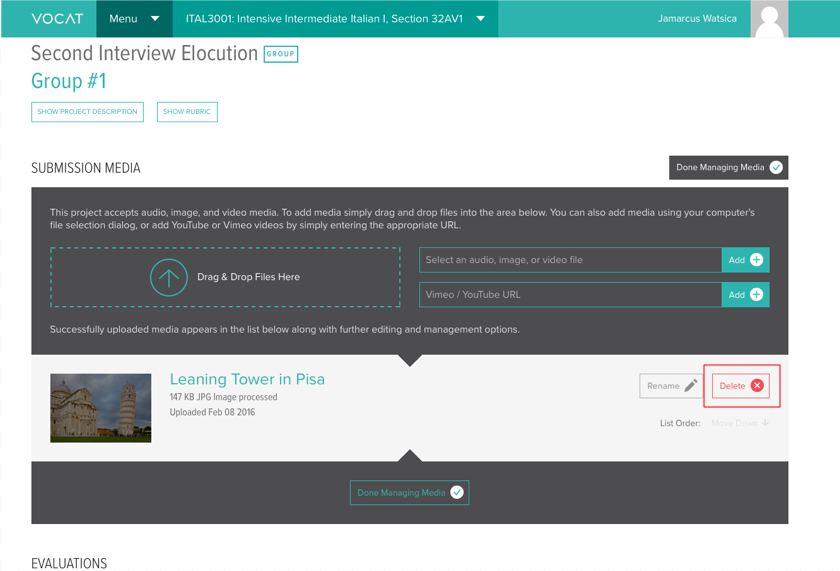 VOCAT Menu ITAL3001: Intensive Intermediate Italian I, Section 32AV1 Jamarcus Watsica
Second Interview Elocution GROUP
Group #1
SHOW PROJECT DESCRIPTION SHOW RUBRIC
SUBMISSION MEDIA Done Managing Media
This project accepts audio, image, and video media. To add media simply drag and drop files into the area below. You can also add media using your computer's
file selection dialog, or add YouTube or Vimeo videos by simply entering the appropriate URL.
Select an audio, image, or video file Add
Drag & Drop Files Here
Vimeo / YouTube URL Add
Successfully uploaded media appears in the list below along with further editing and management options.
Leaning Tower in Pisa
Rename Delete
147 KB JPG Image processed
Uploaded Feb 08 2016
List Order: Move Down
Done Managing Media
EVALUATIONS